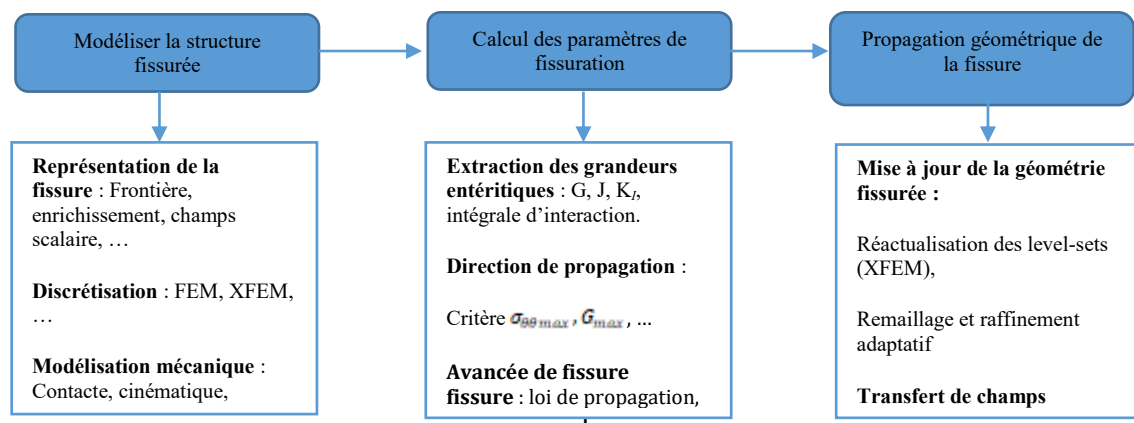 Modéliser la structure
fissurée
Calcul des paramètres de
fissuration
Propagation géométrique de
la fissure
Représentation de la
fissure : Frontière,
enrichissement, champs
scalaire, …
Discrétisation : FEM, XFEM,
…
Modélisation mécanique :
Contacte, cinématique,
Extraction des grandeurs
entéritiques : G, J, K_I,
intégrale d’interaction.
Direction de propagation :
Critère σ_θθmax, G_max, …
Avancée de fissure
fissure : loi de propagation,
Mise à jour de la géométrie
fissurée :
Réactualisation des level-sets
(XFEM),
Remaillage et raffinement
adaptatif
Transfert de champs